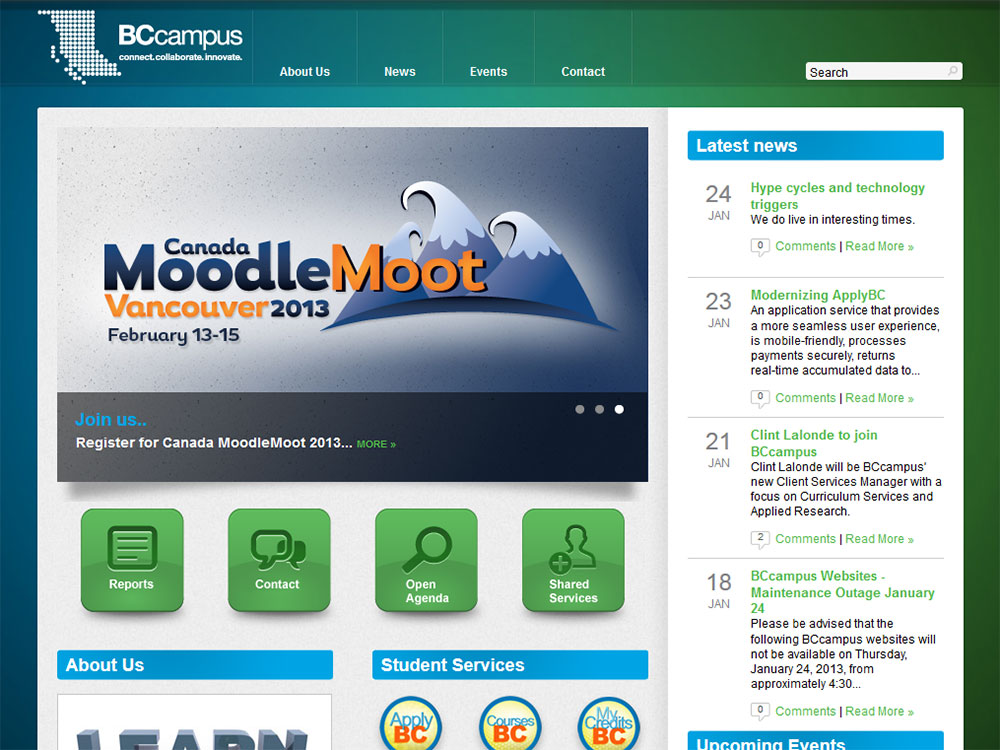 BCcampus
connect.collaborate.innovate.
About Us
News
Events
Contact
Search
Canada
MoodleMoot
Vancouver 2013
February 13-15
Join us..
Register for Canada MoodleMoot 2013... MORE »
Reports
Contact
Open
Agenda
Shared
Services
About Us
LEARN
Student Services
Apply
BC
Courses
BC
My
Credits
BC
Latest news
24
JAN
Hype cycles and technology
triggers
We do live in interesting times.
0 Comments | Read More »
23
JAN
Modernizing ApplyBC
An application service that provides
a more seamless user experience,
is mobile-friendly, processes
payments securely, returns
real-time accumulated data to...
0 Comments | Read More »
21
JAN
Clint Lalonde to join
BCcampus
Clint Lalonde will be BCcampus'
new Client Services Manager with a
focus on Curriculum Services and
Applied Research.
2 Comments | Read More »
18
JAN
BCcampus Websites -
Maintenance Outage January
24
Please be advised that the
following BCcampus websites will
not be available on Thursday,
January 24, 2013, from
approximately 4:30...
0 Comments | Read More »
Upcoming Events